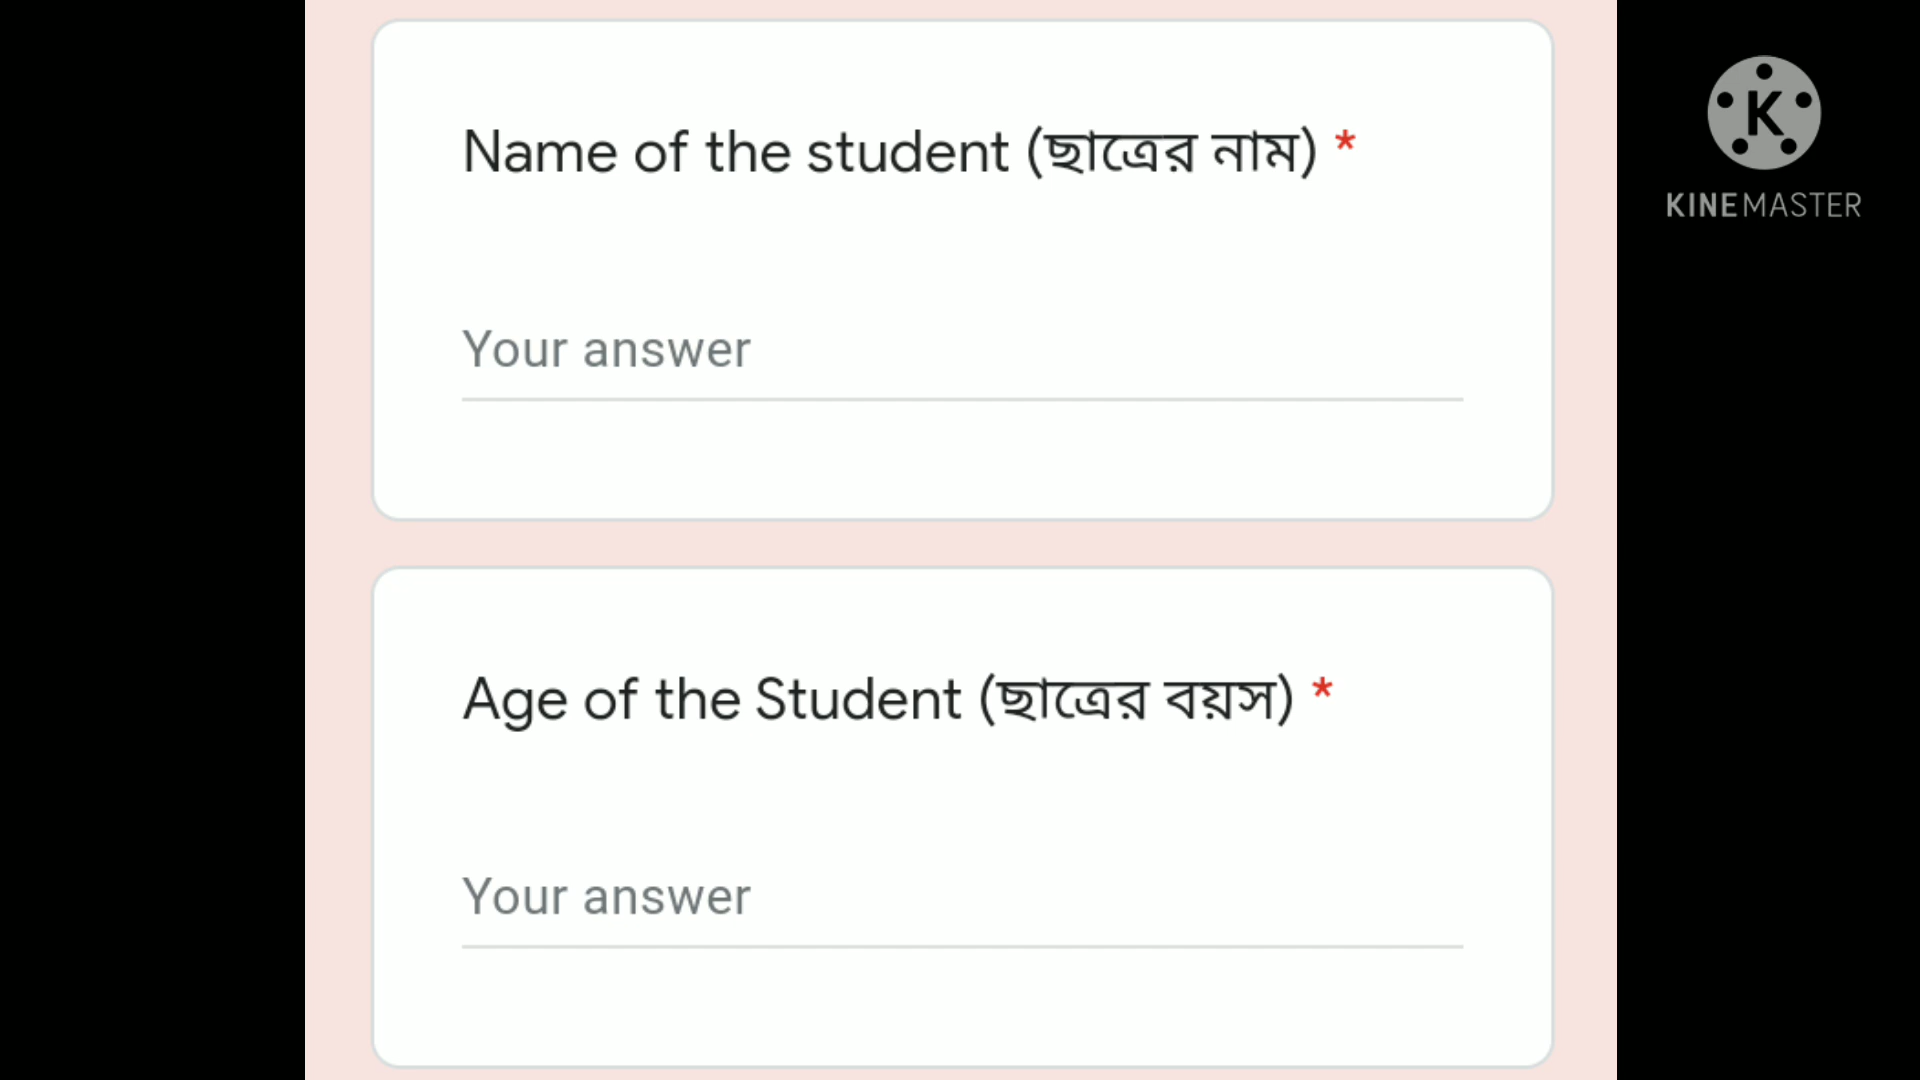 Name of the student (ছাত্রের নাম) *
Your answer
Age of the Student (ছাত্রের বয়স) *
Your answer
K
KINEMASTER